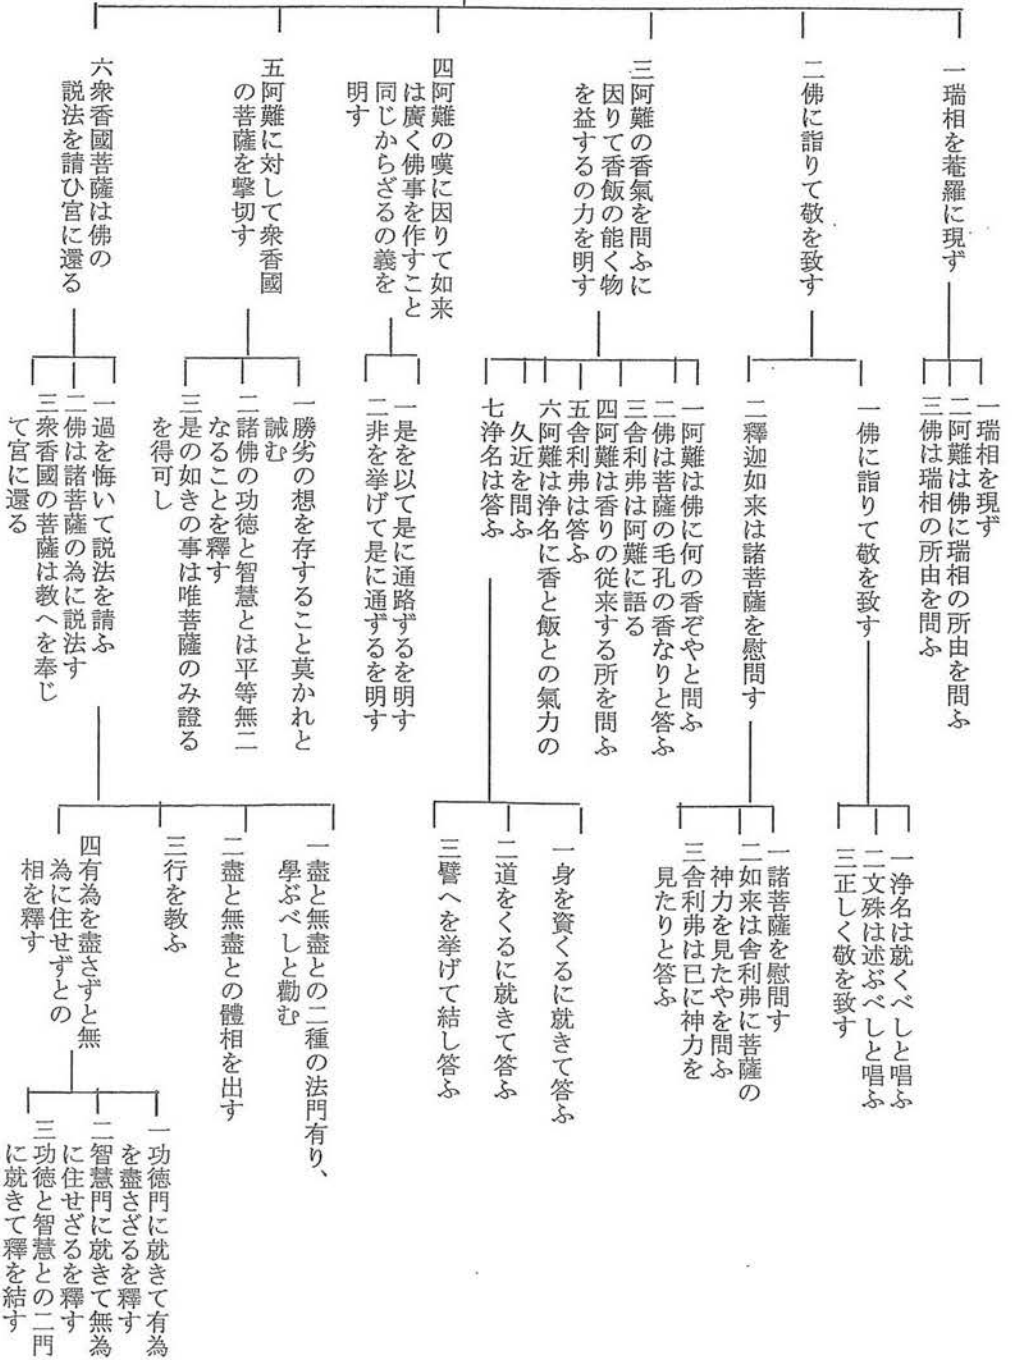 一瑞相を菴羅に現ず
二佛に詣りて敬を致す
三阿難の香氣を問ふに
因りて香飯の能く物
を益するの力を明す
四阿難の嘆に因りて如来
は廣く佛事を作すこと
同じからざるの義を
明す
五阿難に対して衆香國
の菩薩を撃切す
六衆香國菩薩は佛の
説法を請ひ宮に還る
一瑞相を現ず
二阿難は佛に瑞相の所由を問ふ
三佛は瑞相の所由を問ふ
一佛に詣りて敬を致す
二釋迦如来は諸菩薩を慰問す
一阿難は佛に何の香ぞやと問ふ
二佛は菩薩の毛孔の香なりと答ふ
三舎利弗は阿難に語る
四阿難は香りの従来する所を問ふ
五舎利弗は答ふ
六阿難は浄名に香と飯との氣力の
久近を問ふ
七浄名は答ふ
一是を以て是に通路ずるを明す
二非を挙げて是に通ずるを明す
一勝劣の想を存すること莫かれと
誡む
二諸佛の功徳と智慧とは平等無二
なることを釋す
三是の如きの事は唯菩薩のみ證る
を得可し
一過を悔いて説法を請ふ
二佛は諸菩薩の為に説法す
三衆香國の菩薩は教へを奉じ
て宮に還る
一浄名は就くべしと唱ふ
二文殊は述ぶべしと唱ふ
三正しく敬を致す
一諸菩薩を慰問す
二如来は舎利弗に菩薩の
神力を見たやを問ふ
三舎利弗は已に神力を
見たりと答ふ
一身を資くるに就きて答ふ
二道をくるに就きて答ふ
三譬へを挙げて結し答ふ
一盡と無盡との二種の法門有り、
學ぶべしと勸む
二盡と無盡との體相を出す
三行を教ふ
四有為を盡さずと無
為に住せずとの
相を釋す
一功徳門に就きて有為
を盡さざるを釋す
二智慧門に就きて無為
に住せざるを釋す
三功徳と智慧との二門
に就きて釋を結す